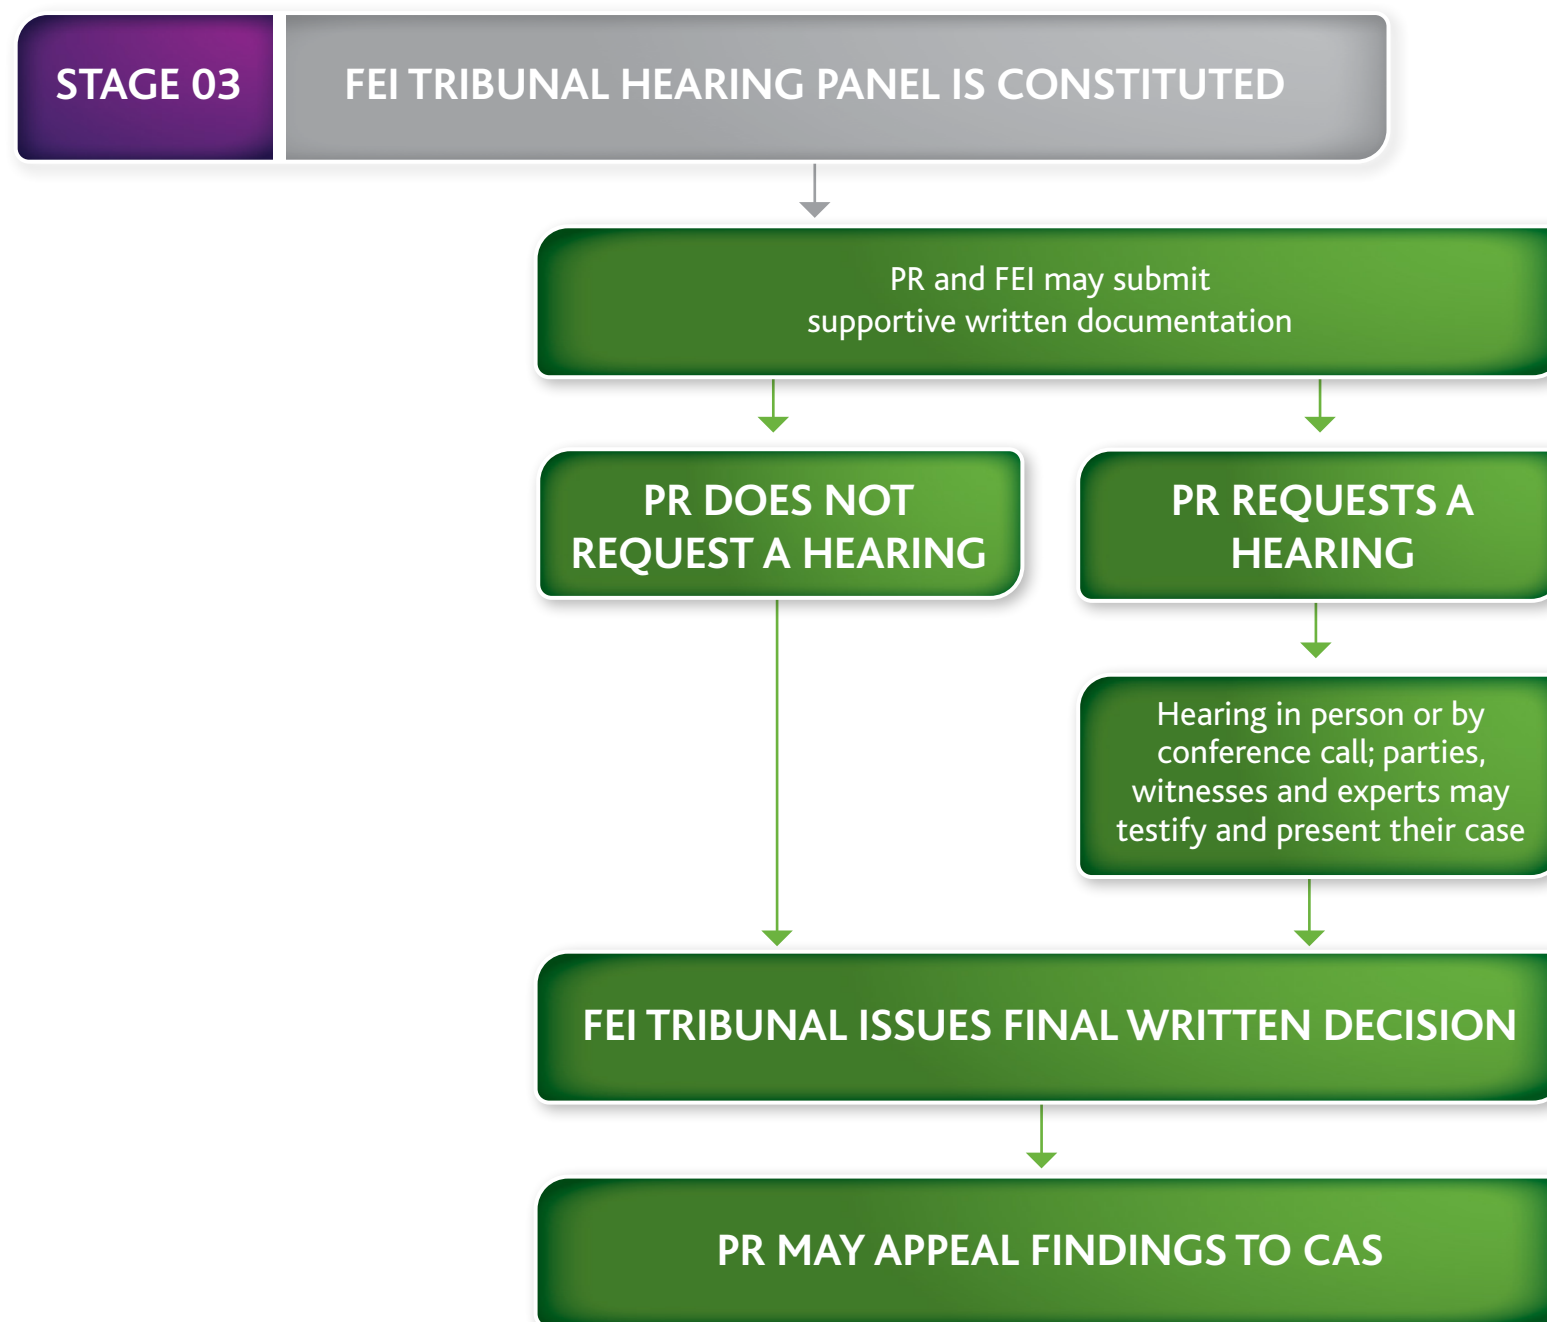 STAGE 03
FEI TRIBUNAL HEARING PANEL IS CONSTITUTED
PR and FEI may submit
supportive written documentation
PR DOES NOT
REQUEST A HEARING
PR REQUESTS A
HEARING
Hearing in person or by
conference call; parties,
witnesses and experts may
testify and present their case
FEI TRIBUNAL ISSUES FINAL WRITTEN DECISION
PR MAY APPEAL FINDINGS TO CAS